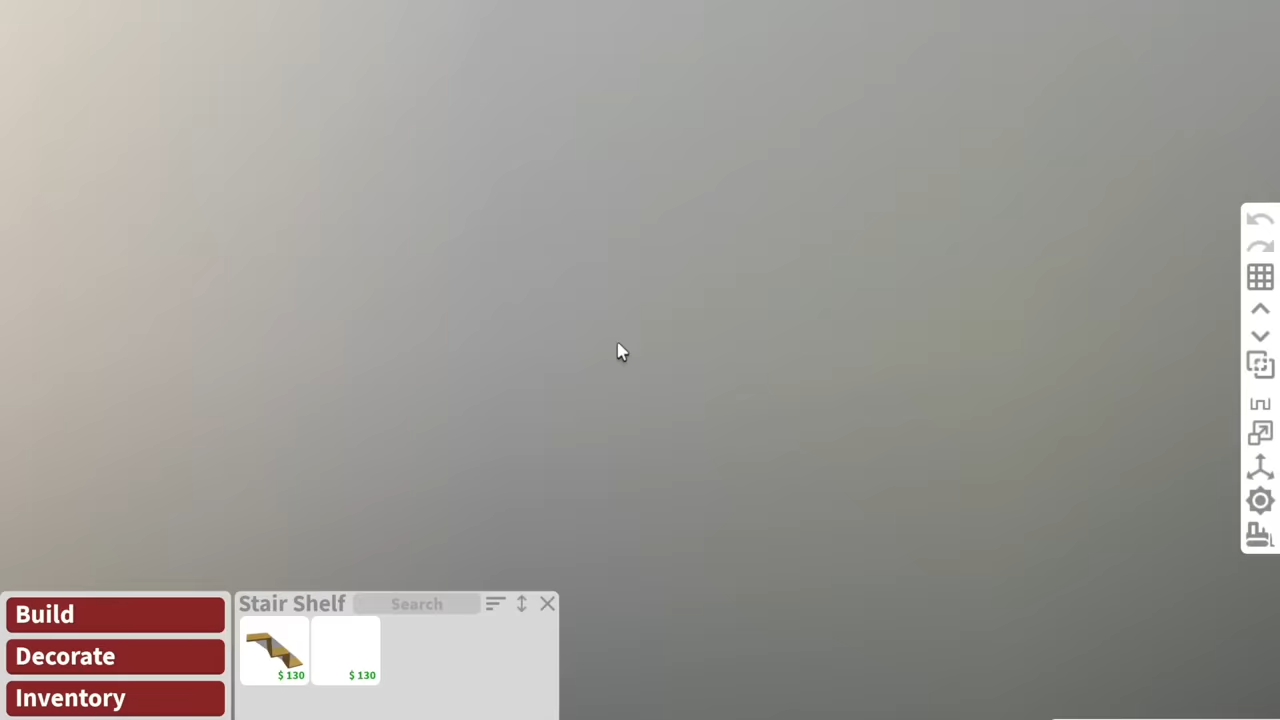 Stair Shelf
Search
$ 130
$ 130
Build
Decorate
Inventory